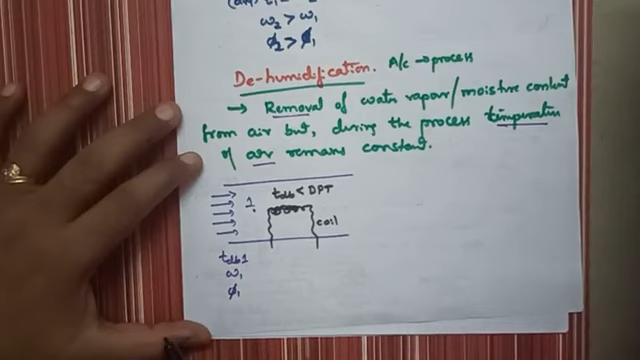 ω₂ > ω₁
φ₂ > φ₁
De-humidification. A/c → process
→ Removal of water vapour/moisture content
from air but, during the process temperature
of air remains constant.
tdb < DPT
1.
coil
tdb1
ω₁
φ₁